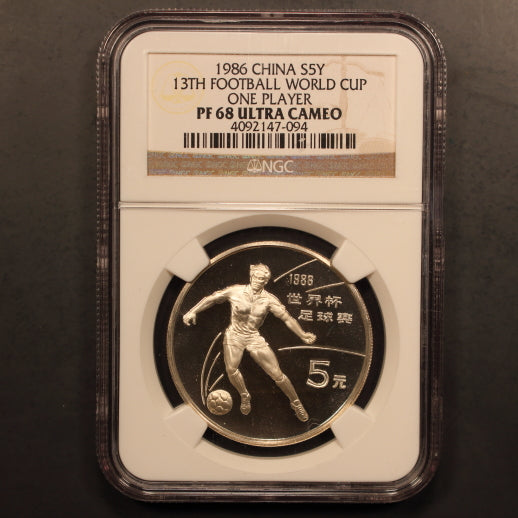 1986 CHINA S5Y
13TH FOOTBALL WORLD CUP
ONE PLAYER
PF 68 ULTRA CAMEO
4092147-094
NGC
1986
世界杯
足球赛
5元